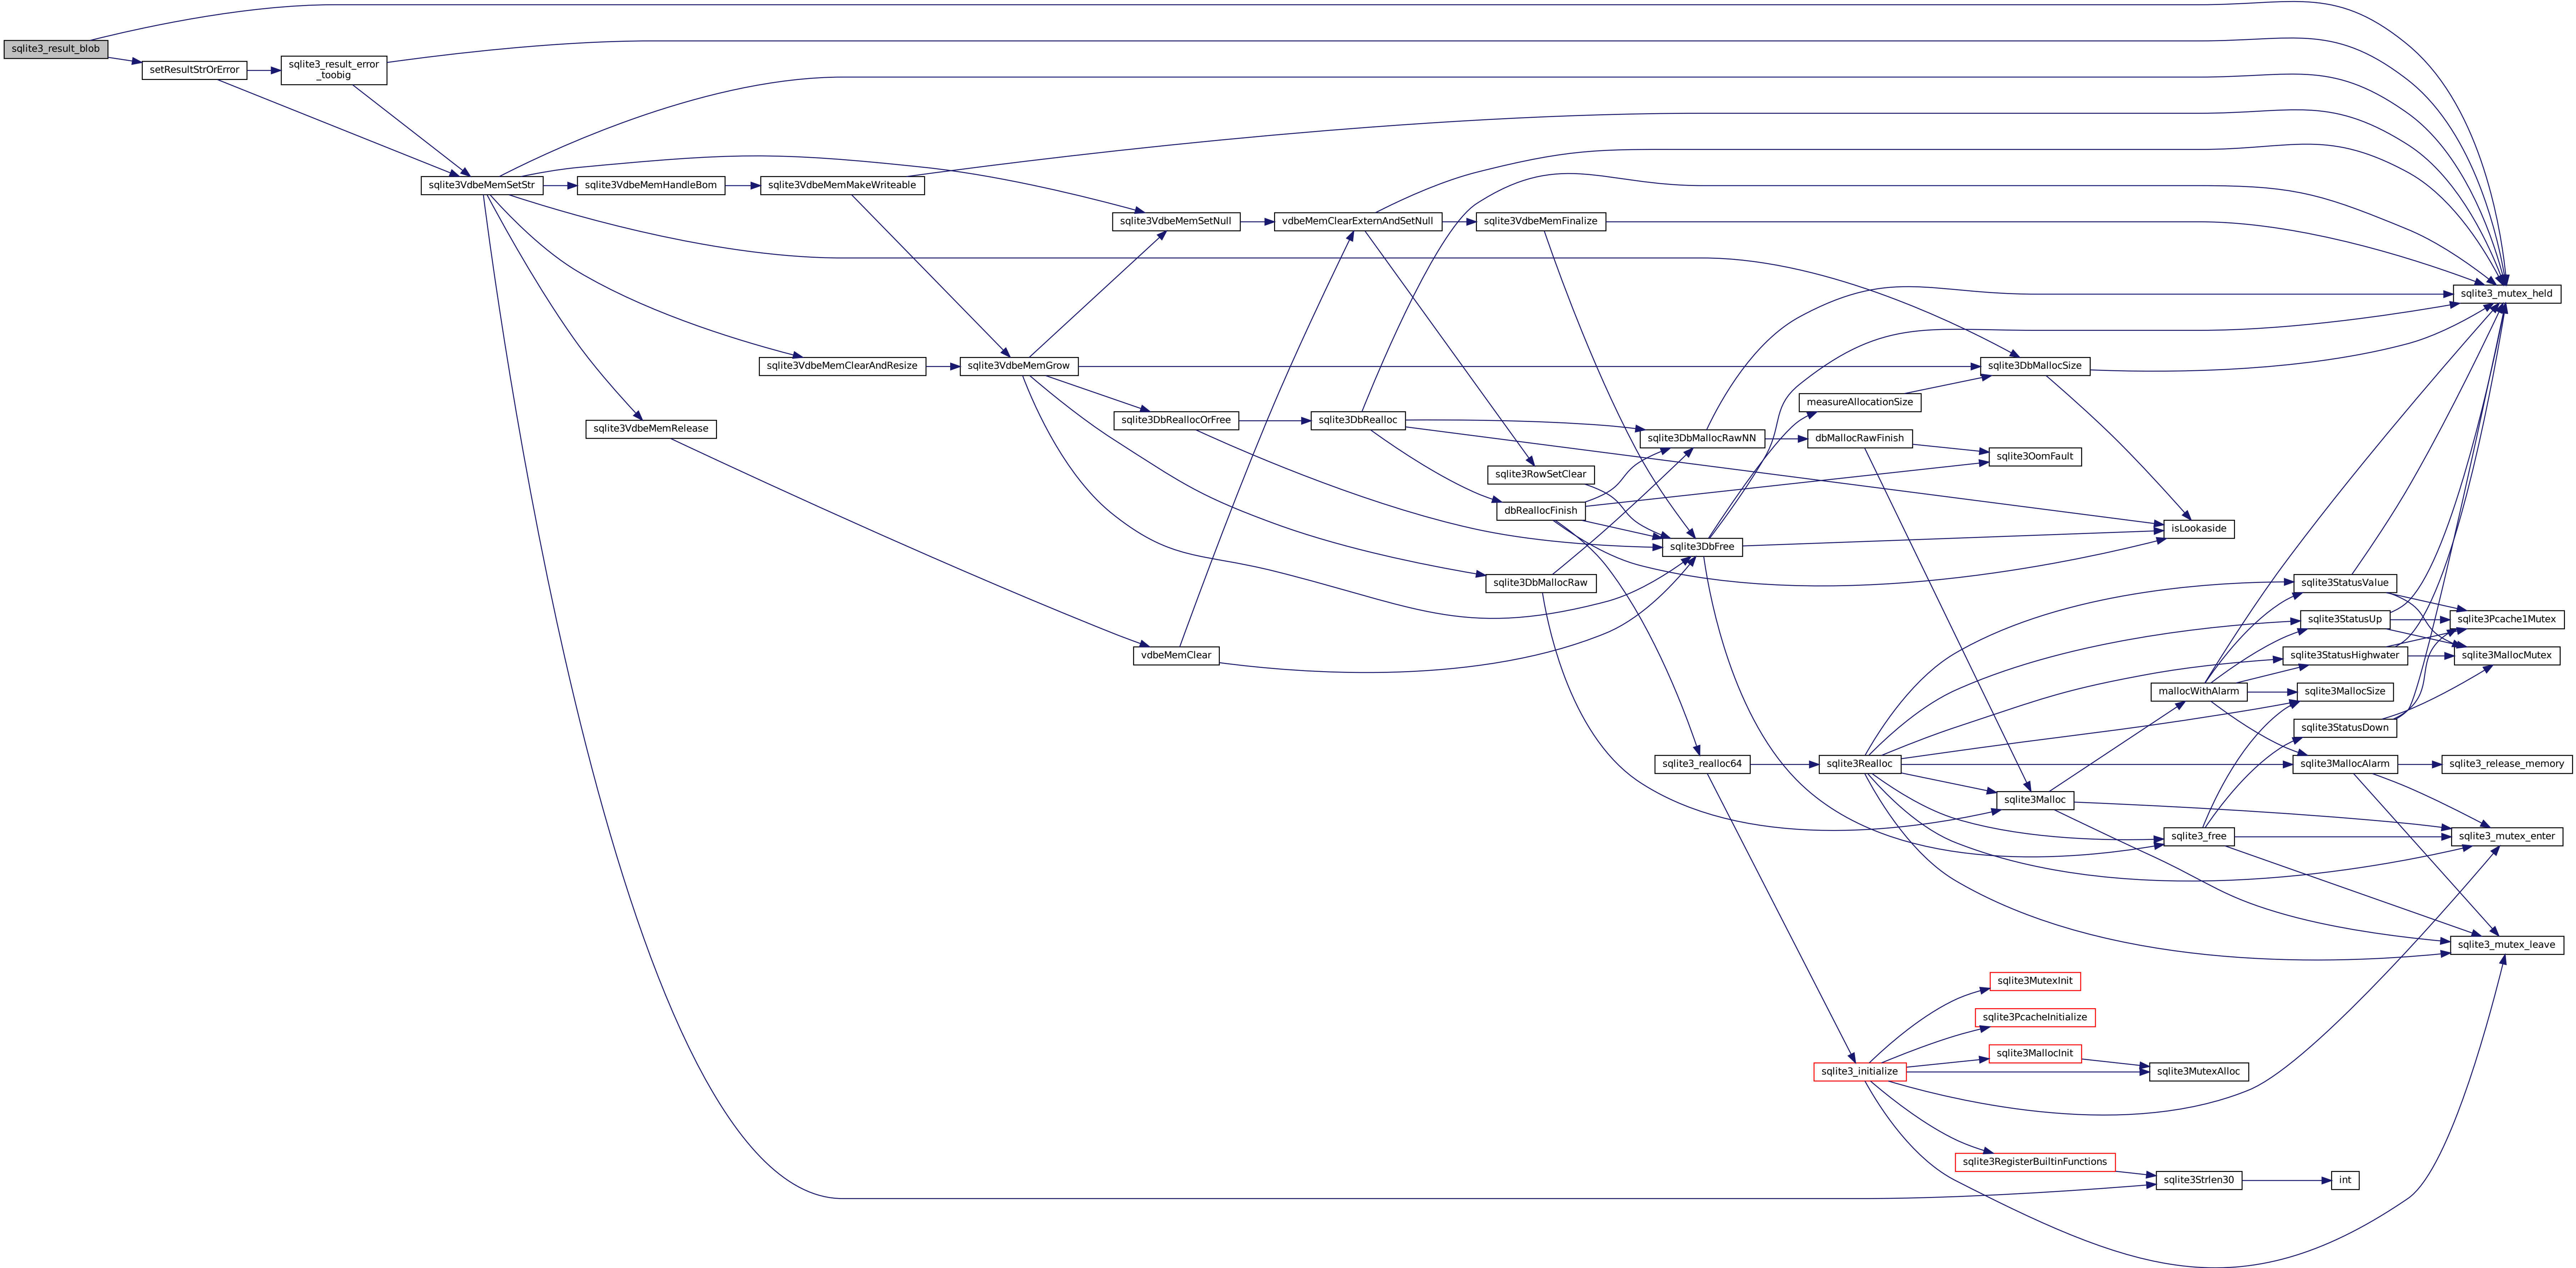 sqlite3_result_blob
setResultStrOrError
sqlite3_result_error
_toobig
sqlite3VdbeMemSetStr
sqlite3VdbeMemHandleBom
sqlite3VdbeMemMakeWriteable
sqlite3VdbeMemSetNull
vdbeMemClearExternAndSetNull
sqlite3VdbeMemFinalize
sqlite3_mutex_held
sqlite3VdbeMemClearAndResize
sqlite3VdbeMemGrow
sqlite3DbMallocSize
measureAllocationSize
sqlite3DbReallocOrFree
sqlite3DbRealloc
sqlite3VdbeMemRelease
sqlite3DbMallocRawNN
dbMallocRawFinish
sqlite3OomFault
sqlite3RowSetClear
dbReallocFinish
isLookaside
sqlite3DbFree
sqlite3DbMallocRaw
sqlite3StatusValue
sqlite3StatusUp
sqlite3Pcache1Mutex
vdbeMemClear
sqlite3StatusHighwater
sqlite3MallocMutex
mallocWithAlarm
sqlite3MallocSize
sqlite3StatusDown
sqlite3_realloc64
sqlite3Realloc
sqlite3MallocAlarm
sqlite3_release_memory
sqlite3Malloc
sqlite3_free
sqlite3_mutex_enter
sqlite3_mutex_leave
sqlite3MutexInit
sqlite3PcacheInitialize
sqlite3MallocInit
sqlite3_initialize
sqlite3MutexAlloc
sqlite3RegisterBuiltinFunctions
sqlite3Strlen30
int